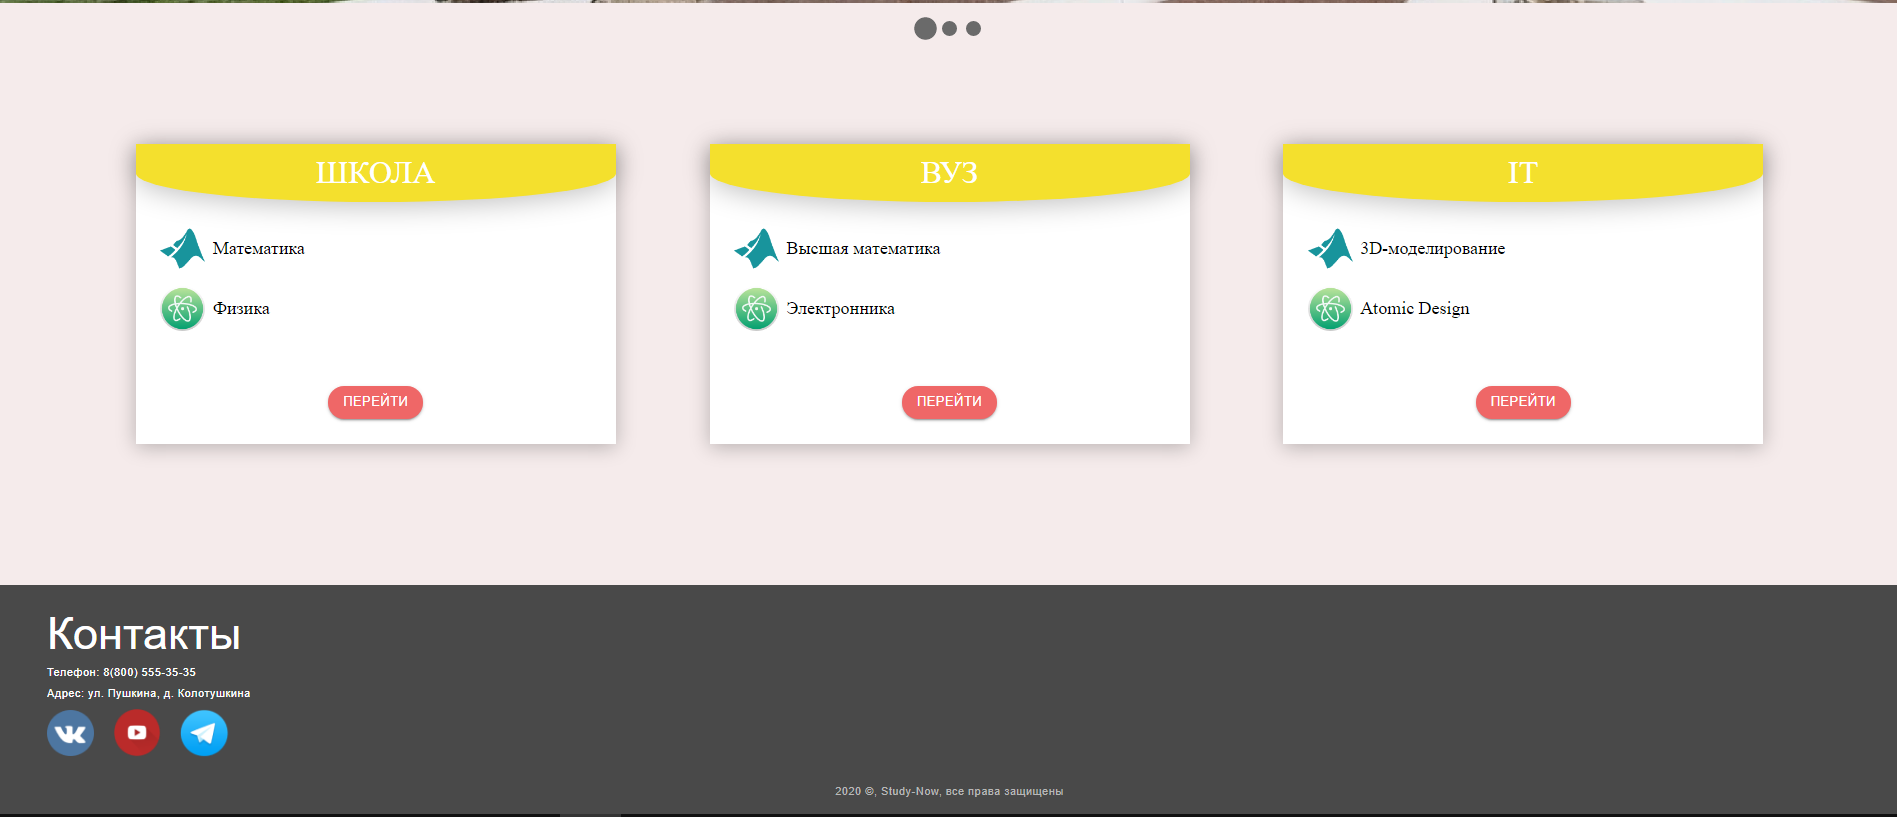 ШКОЛА
Математика
Физика
ПЕРЕЙТИ
ВУЗ
Высшая математика
Электронника
ПЕРЕЙТИ
IT
3D-моделирование
Atomic Design
ПЕРЕЙТИ
Контакты
Телефон: 8(800) 555-35-35
Адрес: ул. Пушкина, д. Колотушкина
2020 ©, Study-Now, все права защищены